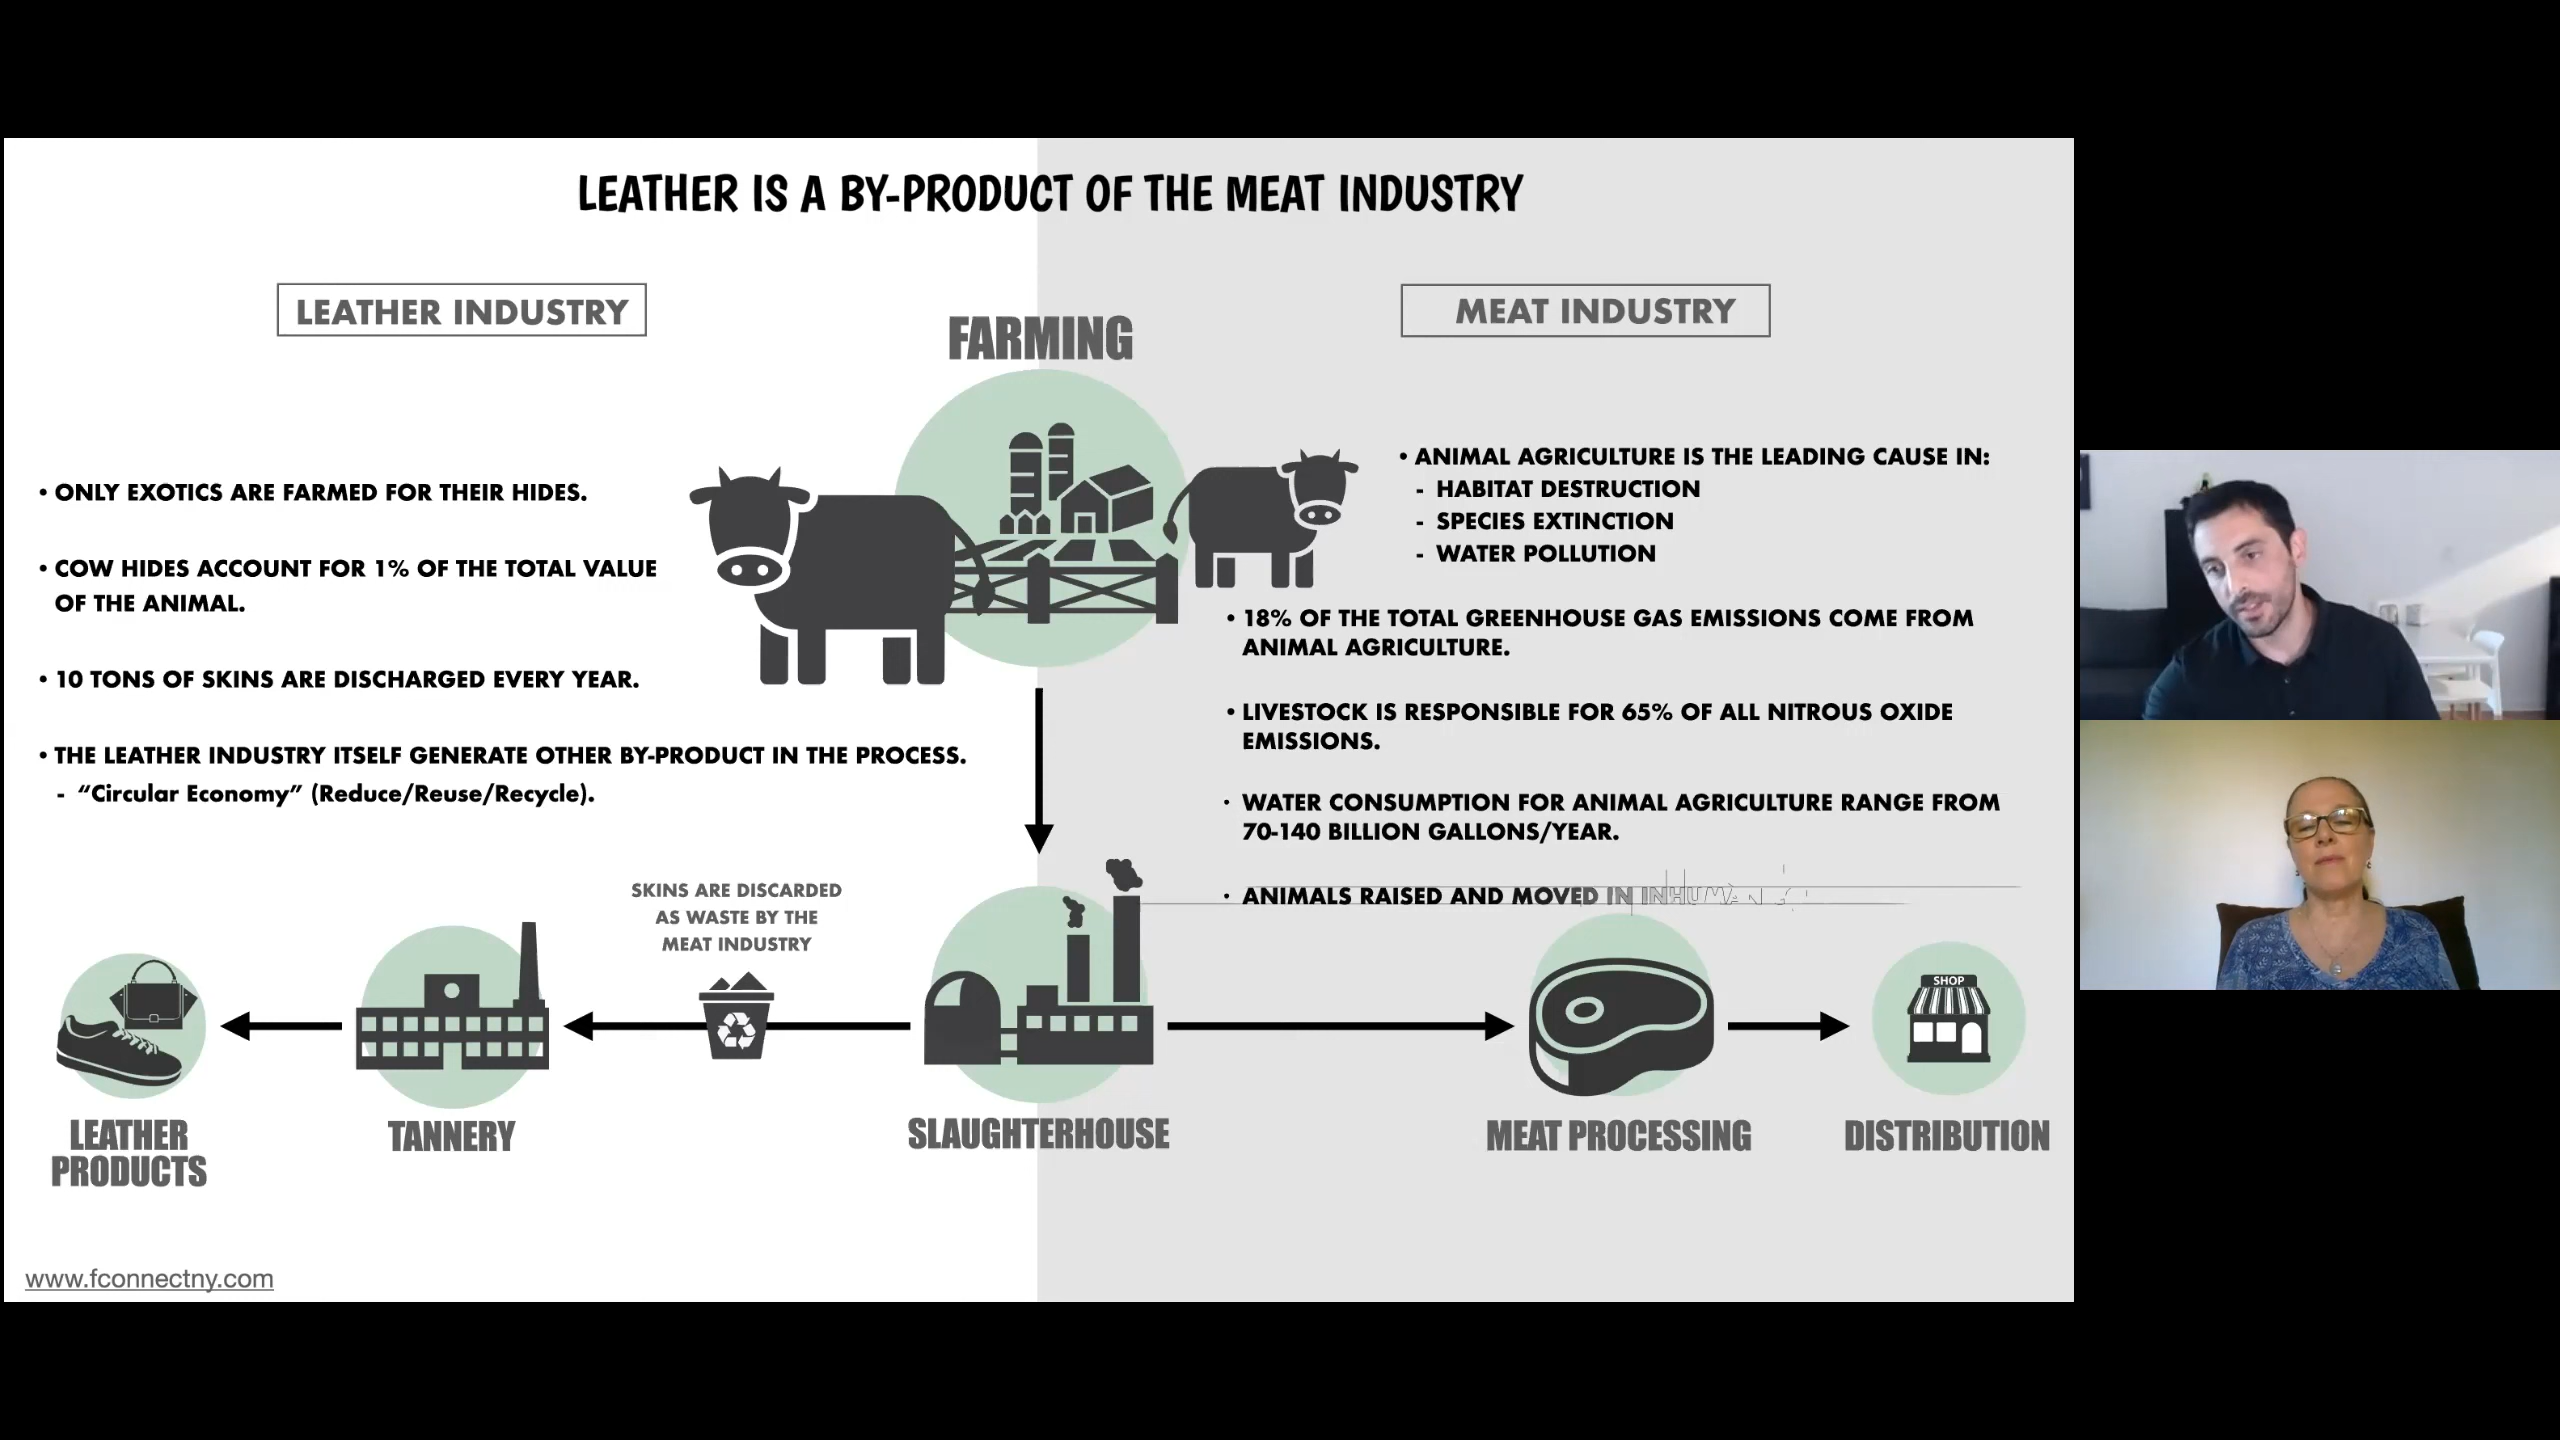 LEATHER IS A BY-PRODUCT OF THE MEAT INDUSTRY
LEATHER INDUSTRY
• ONLY EXOTICS ARE FARMED FOR THEIR HIDES.
• COW HIDES ACCOUNT FOR 1% OF THE TOTAL VALUE
OF THE ANIMAL.
• 10 TONS OF SKINS ARE DISCHARGED EVERY YEAR.
• THE LEATHER INDUSTRY ITSELF GENERATE OTHER BY-PRODUCT IN THE PROCESS.
- “Circular Economy” (Reduce/Reuse/Recycle).
FARMING
MEAT INDUSTRY
• ANIMAL AGRICULTURE IS THE LEADING CAUSE IN:
- HABITAT DESTRUCTION
- SPECIES EXTINCTION
- WATER POLLUTION
• 18% OF THE TOTAL GREENHOUSE GAS EMISSIONS COME FROM
ANIMAL AGRICULTURE.
• LIVESTOCK IS RESPONSIBLE FOR 65% OF ALL NITROUS OXIDE
EMISSIONS.
• WATER CONSUMPTION FOR ANIMAL AGRICULTURE RANGE FROM
70-140 BILLION GALLONS/YEAR.
• ANIMALS RAISED AND MOVED IN
SKINS ARE DISCARDED
AS WASTE BY THE
MEAT INDUSTRY
SHOP
LEATHER
PRODUCTS
TANNERY
SLAUGHTERHOUSE
MEAT PROCESSING
DISTRIBUTION
www.fconnectny.com